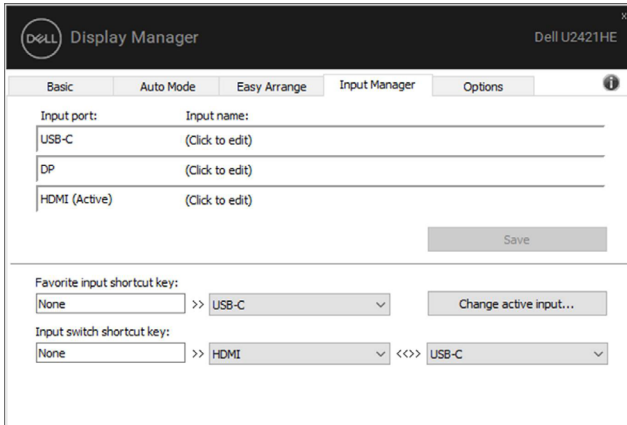 x
DELL Display Manager Dell U2421HE
Basic Auto Mode Easy Arrange Input Manager Options i
Input port: Input name:
USB-C (Click to edit)
DP (Click to edit)
HDMI (Active) (Click to edit)
Save
Favorite input shortcut key:
None >> USB-C Change active input...
Input switch shortcut key:
None >> HDMI <<>> USB-C